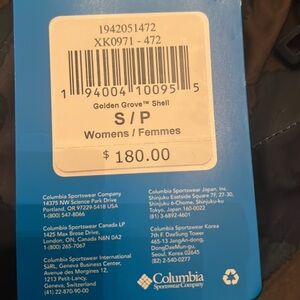 1942051472
XK0971 - 472
1 94004 10095 5
Golden Grove™ Shell
S / P
Womens / Femmes
$ 180.00
Columbia Sportswear Company
14375 NW Science Park Drive
Portland, OR 97229-5418 USA
1-(800) 547-8066
Columbia Sportswear Canada LP
1425 Max Brose Drive,
London, ON, Canada N6N 0A2
1-(800) 265-7067
Columbia Sportswear International
Sàrl, Geneva Business Center,
Avenue des Morgines 12,
1213 Petit-Lancy,
Geneva, Switzerland
(41) 22-870-90-00
Columbia Sportswear Japan, Inc.
Shinjuku Eastside Square 7F, 27-30,
Shinjuku 6-Chome, Shinjuku-ku
Tokyo, Japan 160-0022
(81) 3-6892-4601
Columbia Sportswear Korea
7th F. DaeDang Tower
465-13 JangAn-dong,
DongDaeMun-gu,
Seoul, Korea 02645
(82) 2-6450-0277
Columbia
Sportswear Company